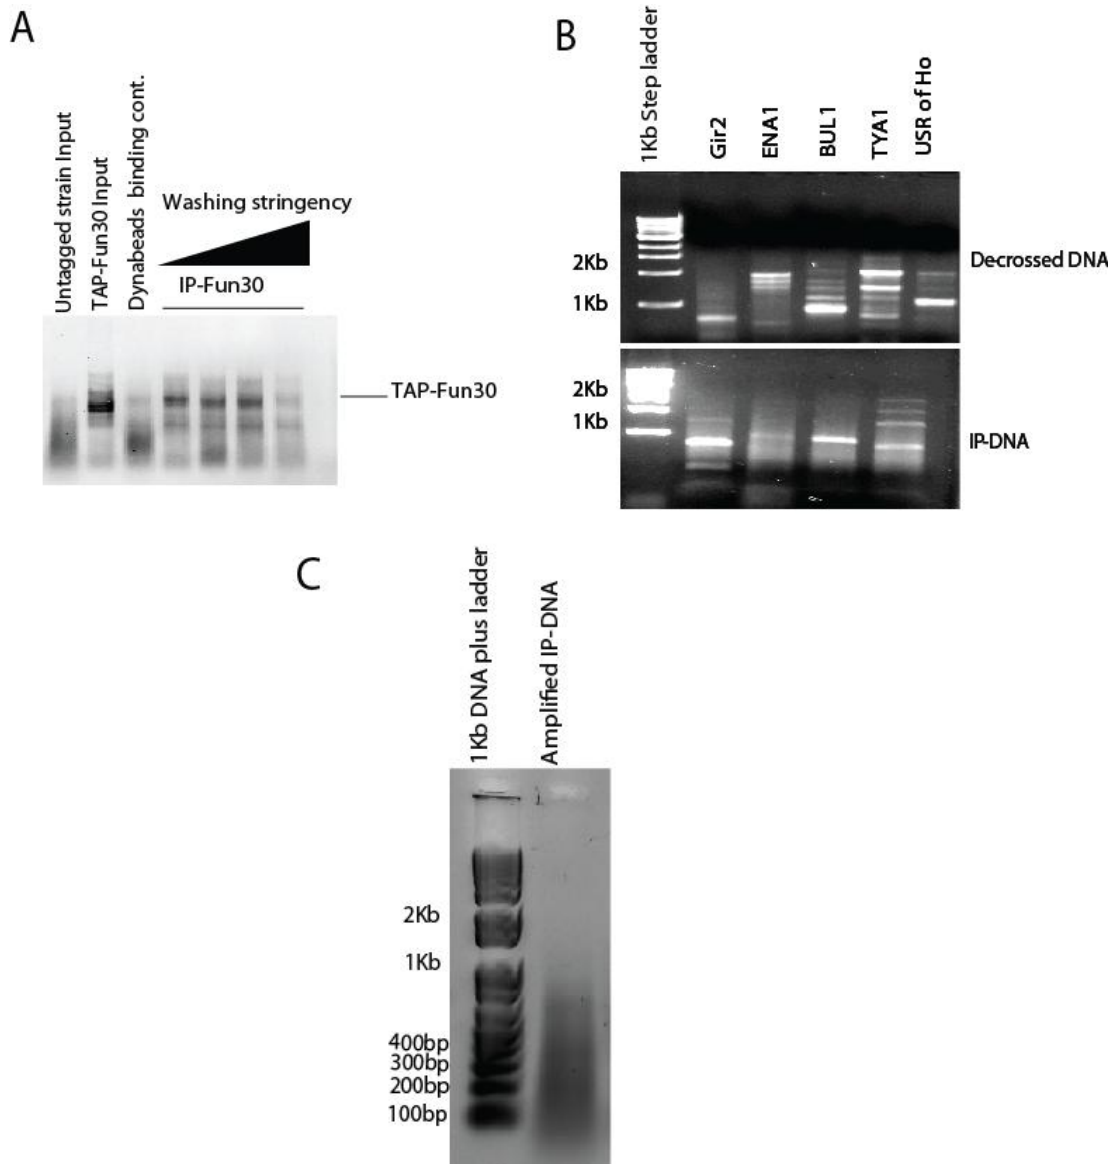 A
Untagged strain Input
TAP-Fun30 Input
Dynabeads binding cont.
Washing stringency
IP-Fun30
TAP-Fun30
B
1Kb Step ladder
Gir2
ENA1
BUL1
TYA1
USR of Ho
2Kb
1Kb
Decrossed DNA
2Kb
1Kb
IP-DNA
C
1Kb DNA plus ladder
Amplified IP-DNA
2Kb
1Kb
400bp
300bp
200bp
100bp